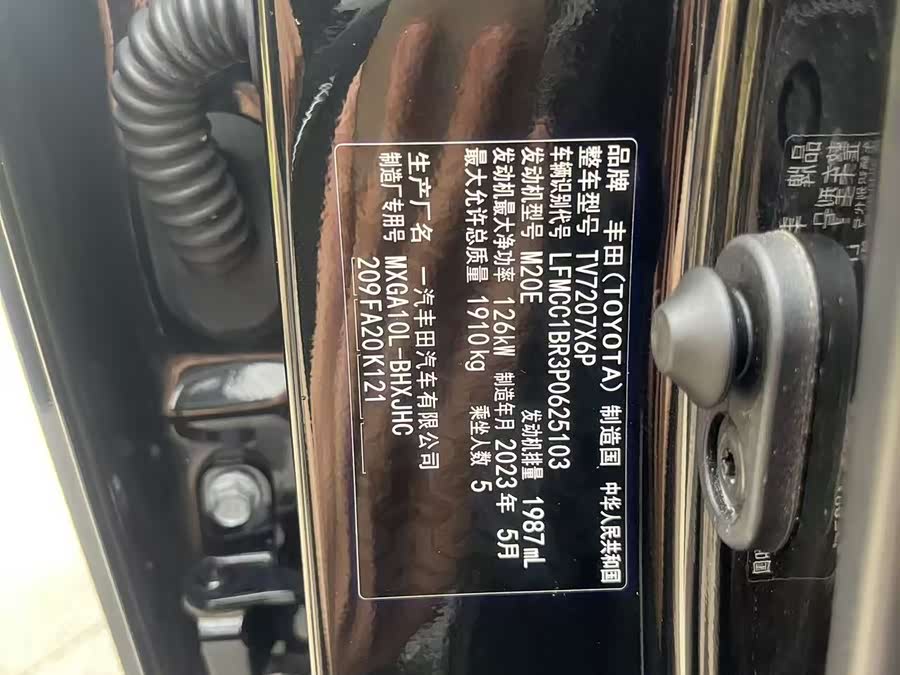 品牌 丰田(TOYOTA) 制造国 中华人民共和国
整车型号 TV7207X6P
车辆识别代号 LFMCC1BR3P0625103
发动机型号 M20E 发动机排量 1987mL
发动机最大净功率 126kW 制造年月 2023年 5月
最大允许总质量 1910kg 乘坐人数 5
生产厂名 一汽丰田汽车有限公司
制造厂专用号 MXGA10L-BHXJHC
209FA20K121